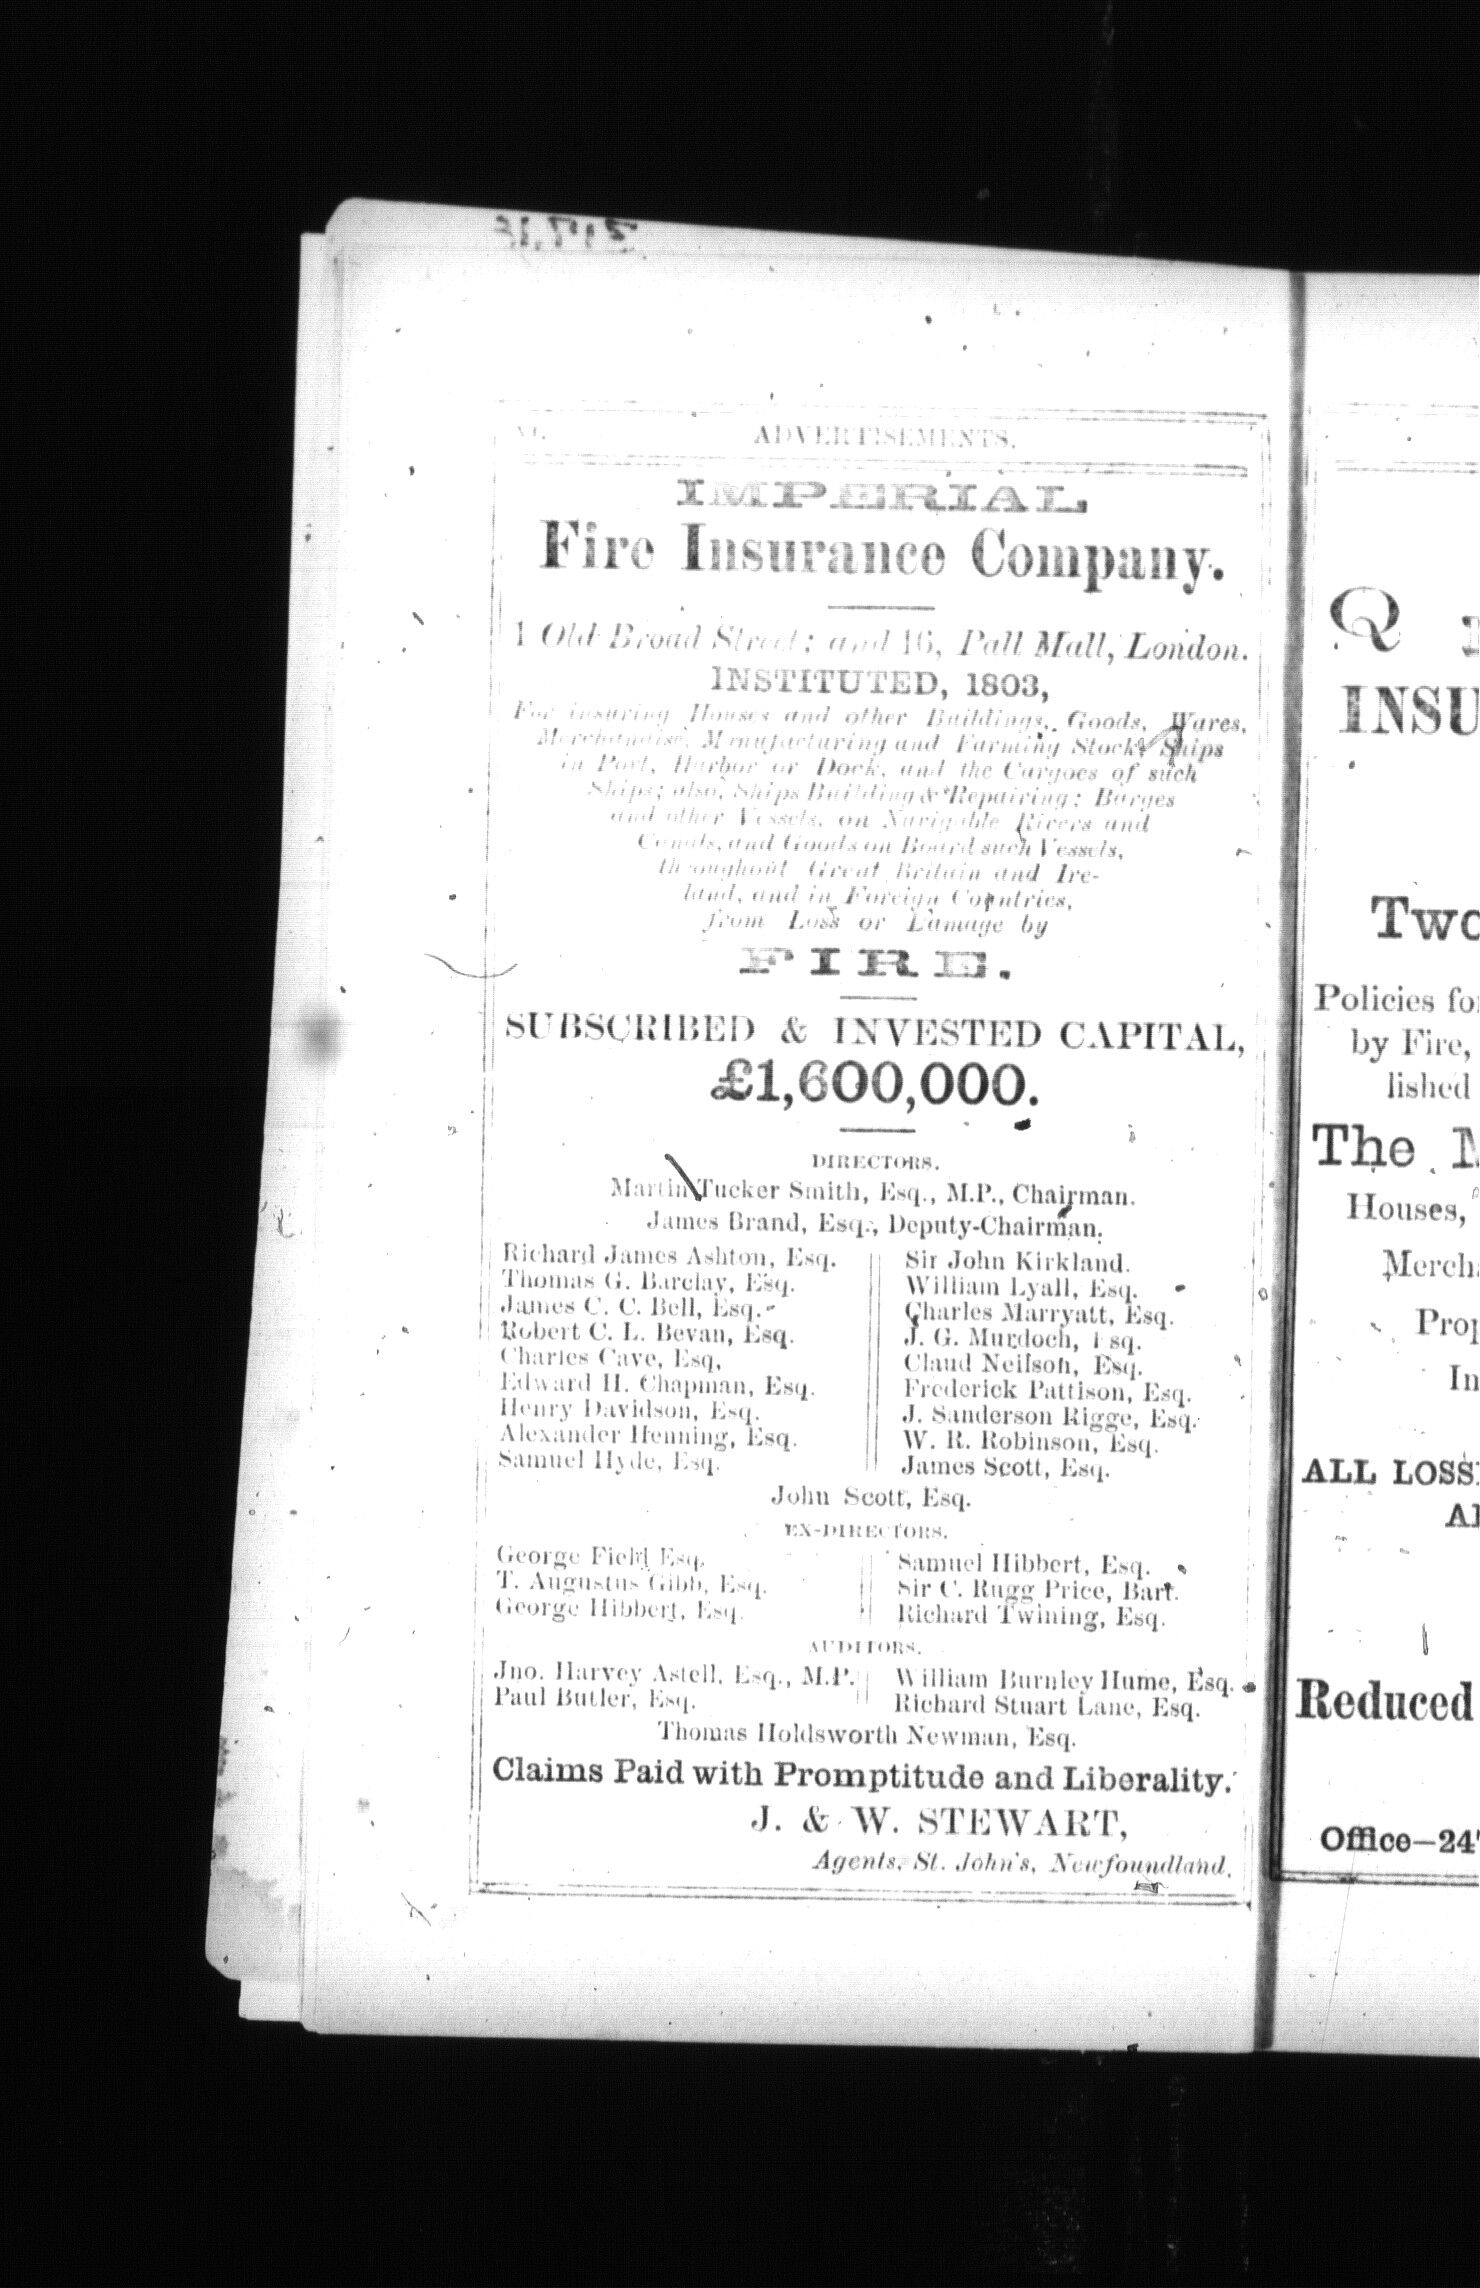 VI. ADVERTISEMENTS.
IMPERIAL
Fire Insurance Company.
1 Old Broad Street; and 16, Pall Mall, London.
INSTITUTED, 1803,
For insuring Houses and other Buildings, Goods, Wares,
Merchandise, Manufacturing and Farming Stock, Ships
in Port, Harbor or Dock, and the Cargoes of such
Ships; also, Ships Building & Repairing; Barges
and other Vessels, on Navigable Rivers and
Canals, and Goods on Board such Vessels,
throughout Great Britain and Ire-
land, and in Foreign Countries,
from Loss or Damage by
FIRE.
SUBSCRIBED & INVESTED CAPITAL,
£1,600,000.
DIRECTORS.
Martin Tucker Smith, Esq., M.P., Chairman.
James Brand, Esq., Deputy-Chairman.
Richard James Ashton, Esq.
Thomas G. Barclay, Esq.
James C. C. Bell, Esq.
Robert C. L. Bevan, Esq.
Charles Cave, Esq,
Edward H. Chapman, Esq.
Henry Davidson, Esq.
Alexander Henning, Esq.
Samuel Hyde, Esq.
Sir John Kirkland.
William Lyall, Esq.
Charles Marryatt, Esq.
J. G. Murdoch, Esq.
Claud Neilson, Esq.
Frederick Pattison, Esq.
J. Sanderson Rigge, Esq.
W. R. Robinson, Esq.
James Scott, Esq.
John Scott, Esq.
EX-DIRECTORS.
George Field Esq.
T. Augustus Gibb, Esq.
George Hibbert, Esq.
Samuel Hibbert, Esq.
Sir C. Rugg Price, Bart.
Richard Twining, Esq.
AUDITORS.
Jno. Harvey Astell, Esq., M.P.
Paul Butler, Esq.
William Burnley Hume, Esq.
Richard Stuart Lane, Esq.
Thomas Holdsworth Newman, Esq.
Claims Paid with Promptitude and Liberality.
J. & W. STEWART,
Agents, St. John's, Newfoundland.
Q
INSU
Two
Policies for
by Fire,
lished
The M
Houses,
Mercha
Prop
In
ALL LOSSE
AN
Reduced
Office—247